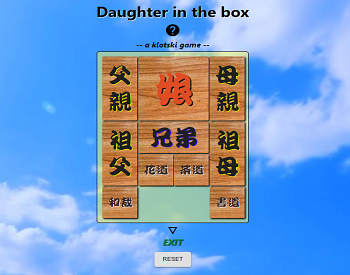 Daughter in the box
?
-- a klotski game --
父親
娘
母親
祖父
兄弟
祖母
花道
茶道
和裁
書道
EXIT
RESET